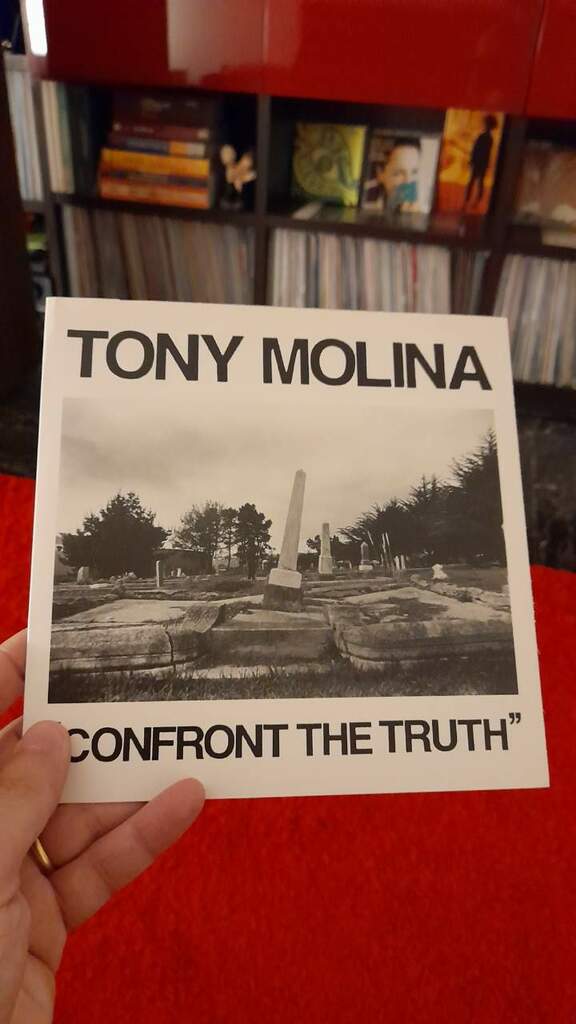 TONY MOLINA
“CONFRONT THE TRUTH”